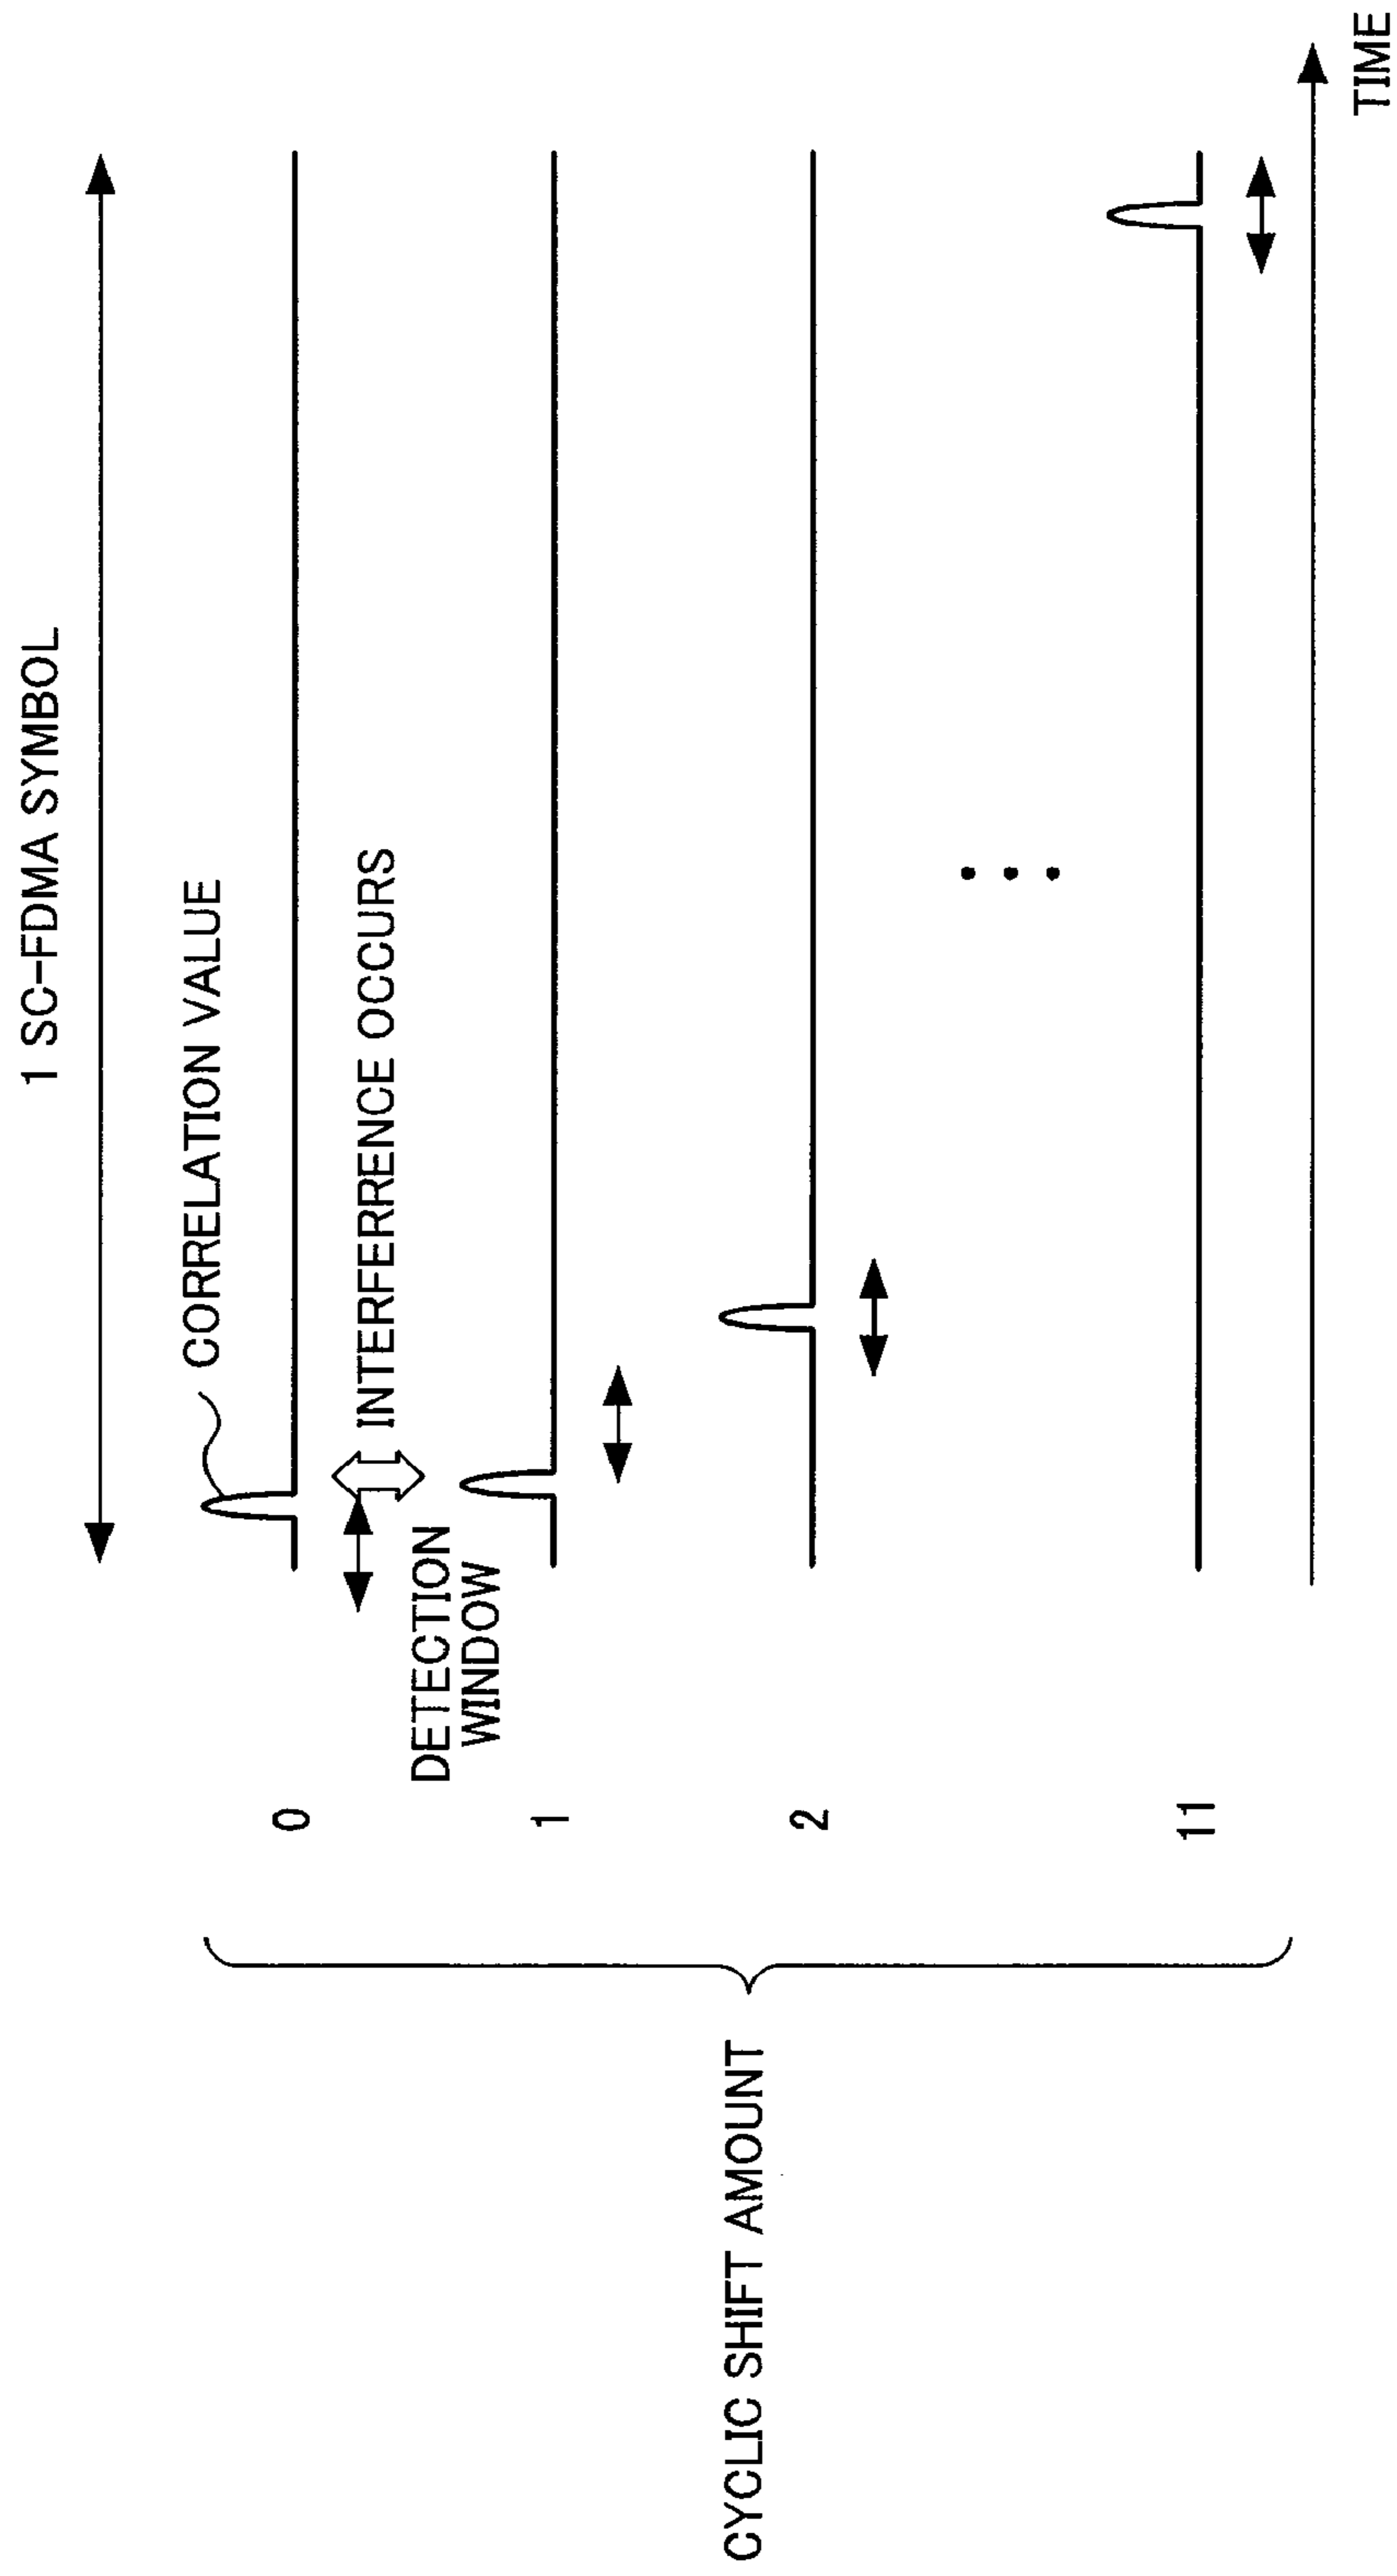 1 SC-FDMA SYMBOL
CORRELATION VALUE
0
INTERFERRENCE OCCURS
DETECTION
WINDOW
1
2
CYCLIC SHIFT AMOUNT
11
TIME